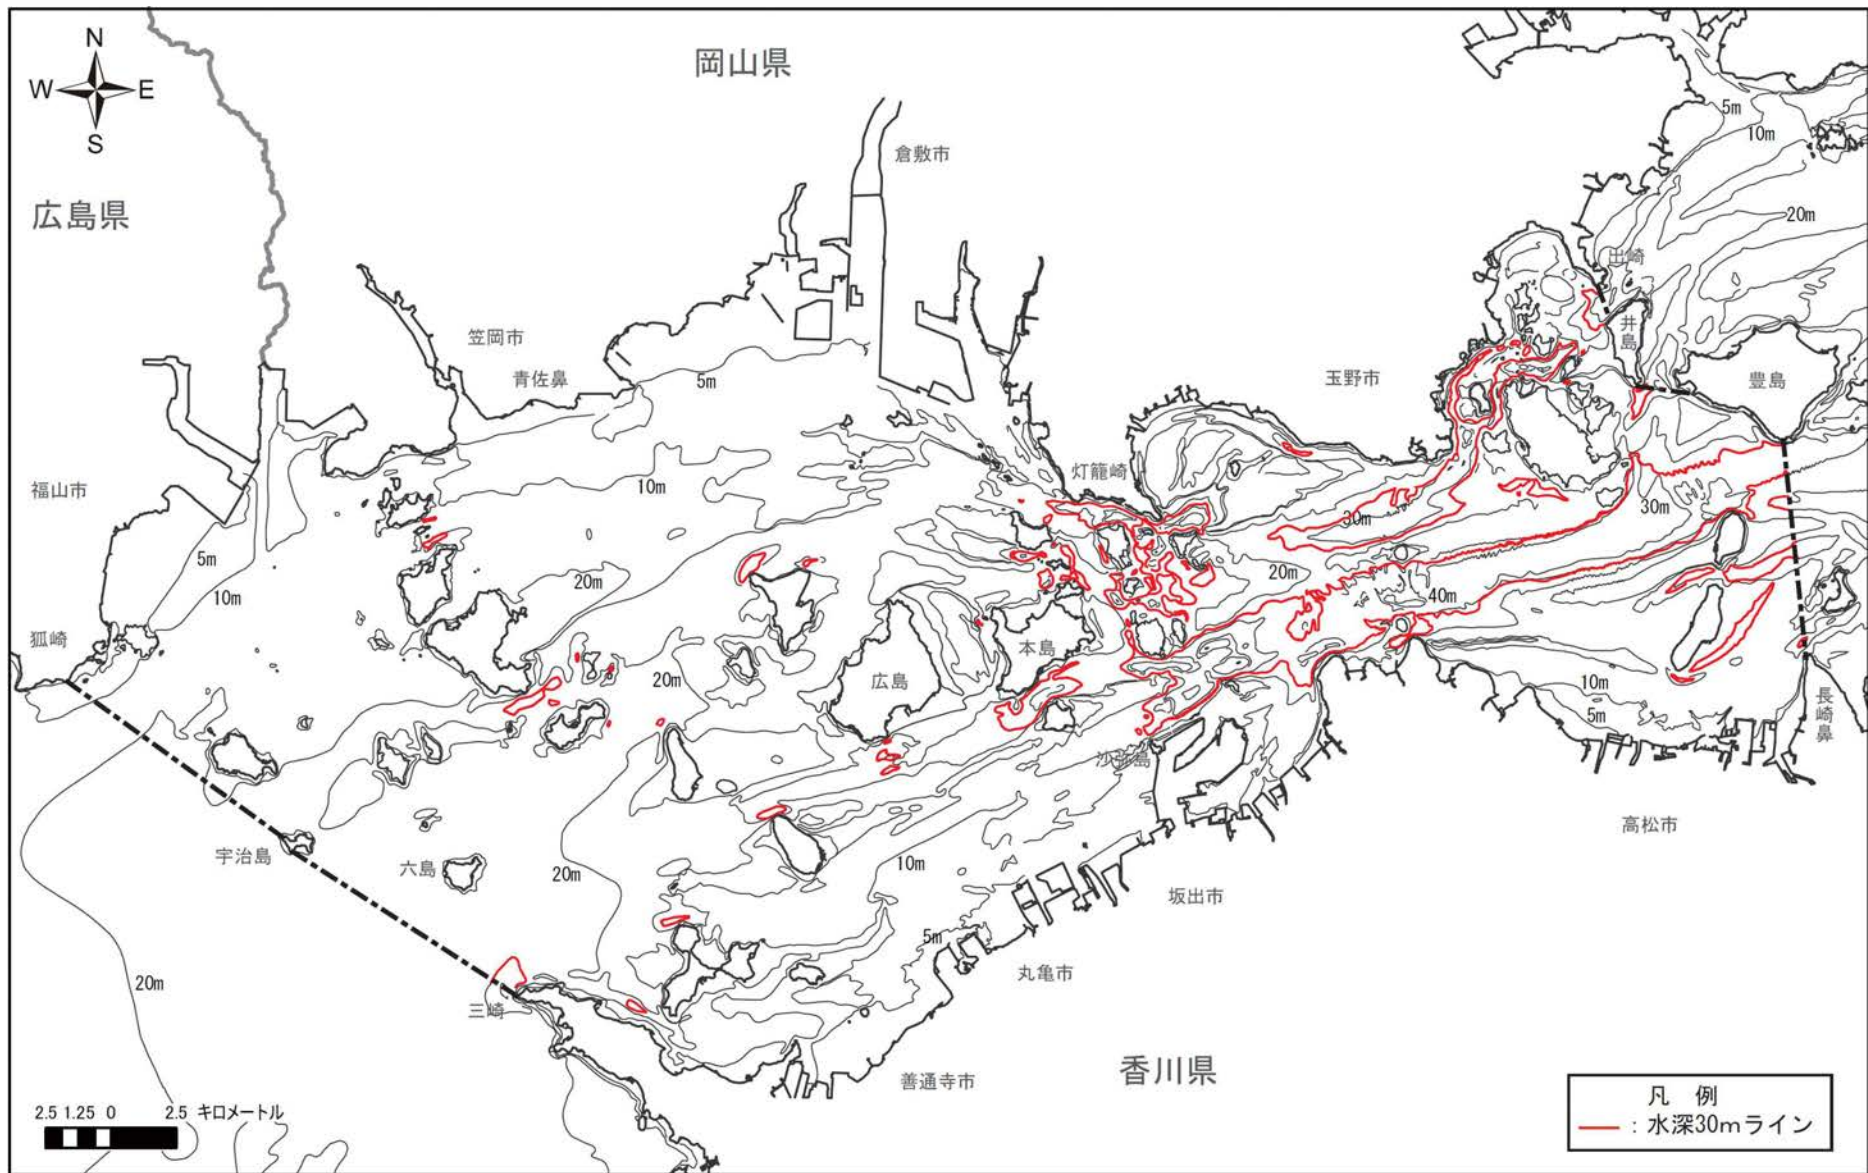 N
W E
S
岡山県
広島県
倉敷市
5m
10m
20m
出崎
井島
豊島
笠岡市
青佐鼻
5m
玉野市
灯籠崎
10m
福山市
30m
30m
5m
20m
20m
10m
40m
狐崎
本島
広島
20m
10m
5m
長崎鼻
沙弥島
高松市
宇治島
六島
20m
10m
坂出市
5m
丸亀市
20m
三崎
香川県
善通寺市
2.5 1.25 0 2.5 キロメートル
凡 例
:水深30mライン